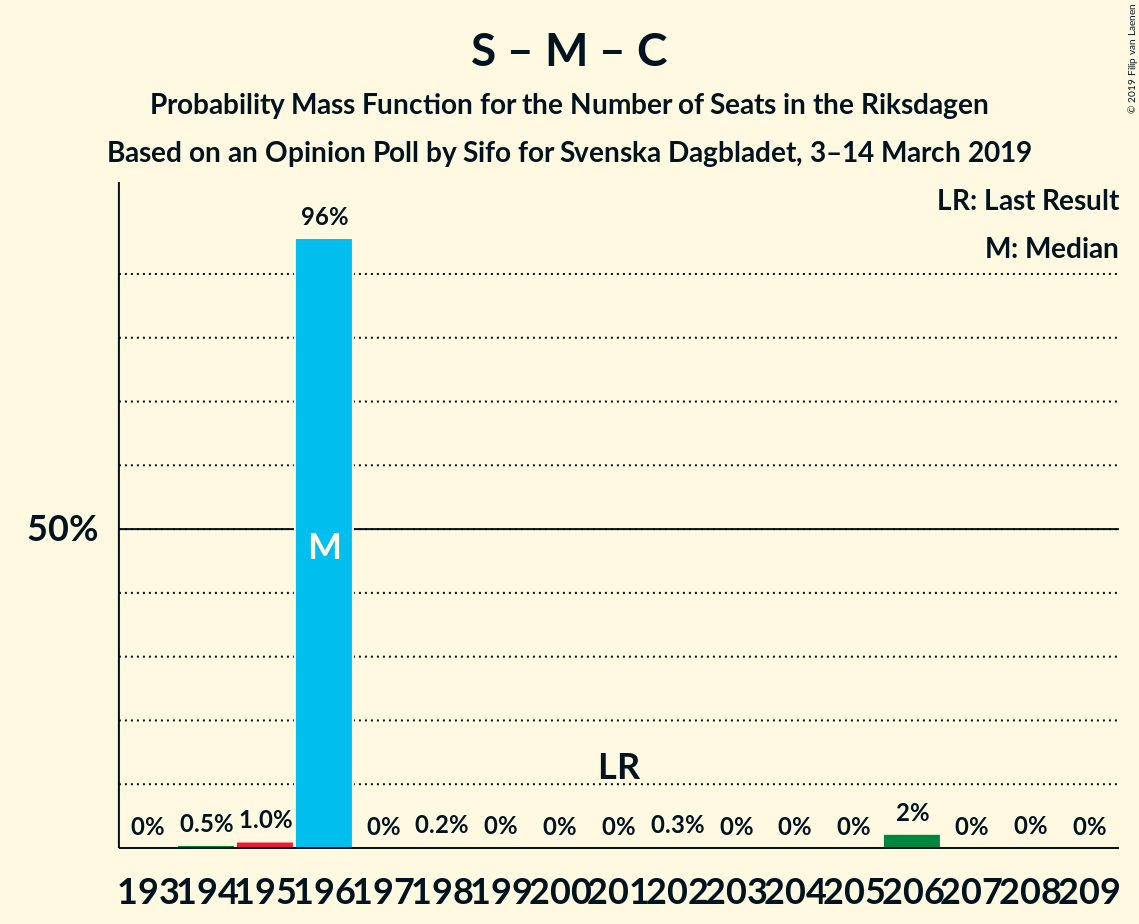 S – M – C
Probability Mass Function for the Number of Seats in the Riksdagen
Based on an Opinion Poll by Sifo for Svenska Dagbladet, 3–14 March 2019
© 2019 Filip van Laenen
LR: Last Result
M: Median
96%
50%
M
LR
0% 0.5% 1.0% 0% 0.2% 0% 0% 0% 0.3% 0% 0% 0% 2% 0% 0% 0%
193 194 195 196 197 198 199 200 201 202 203 204 205 206 207 208 209